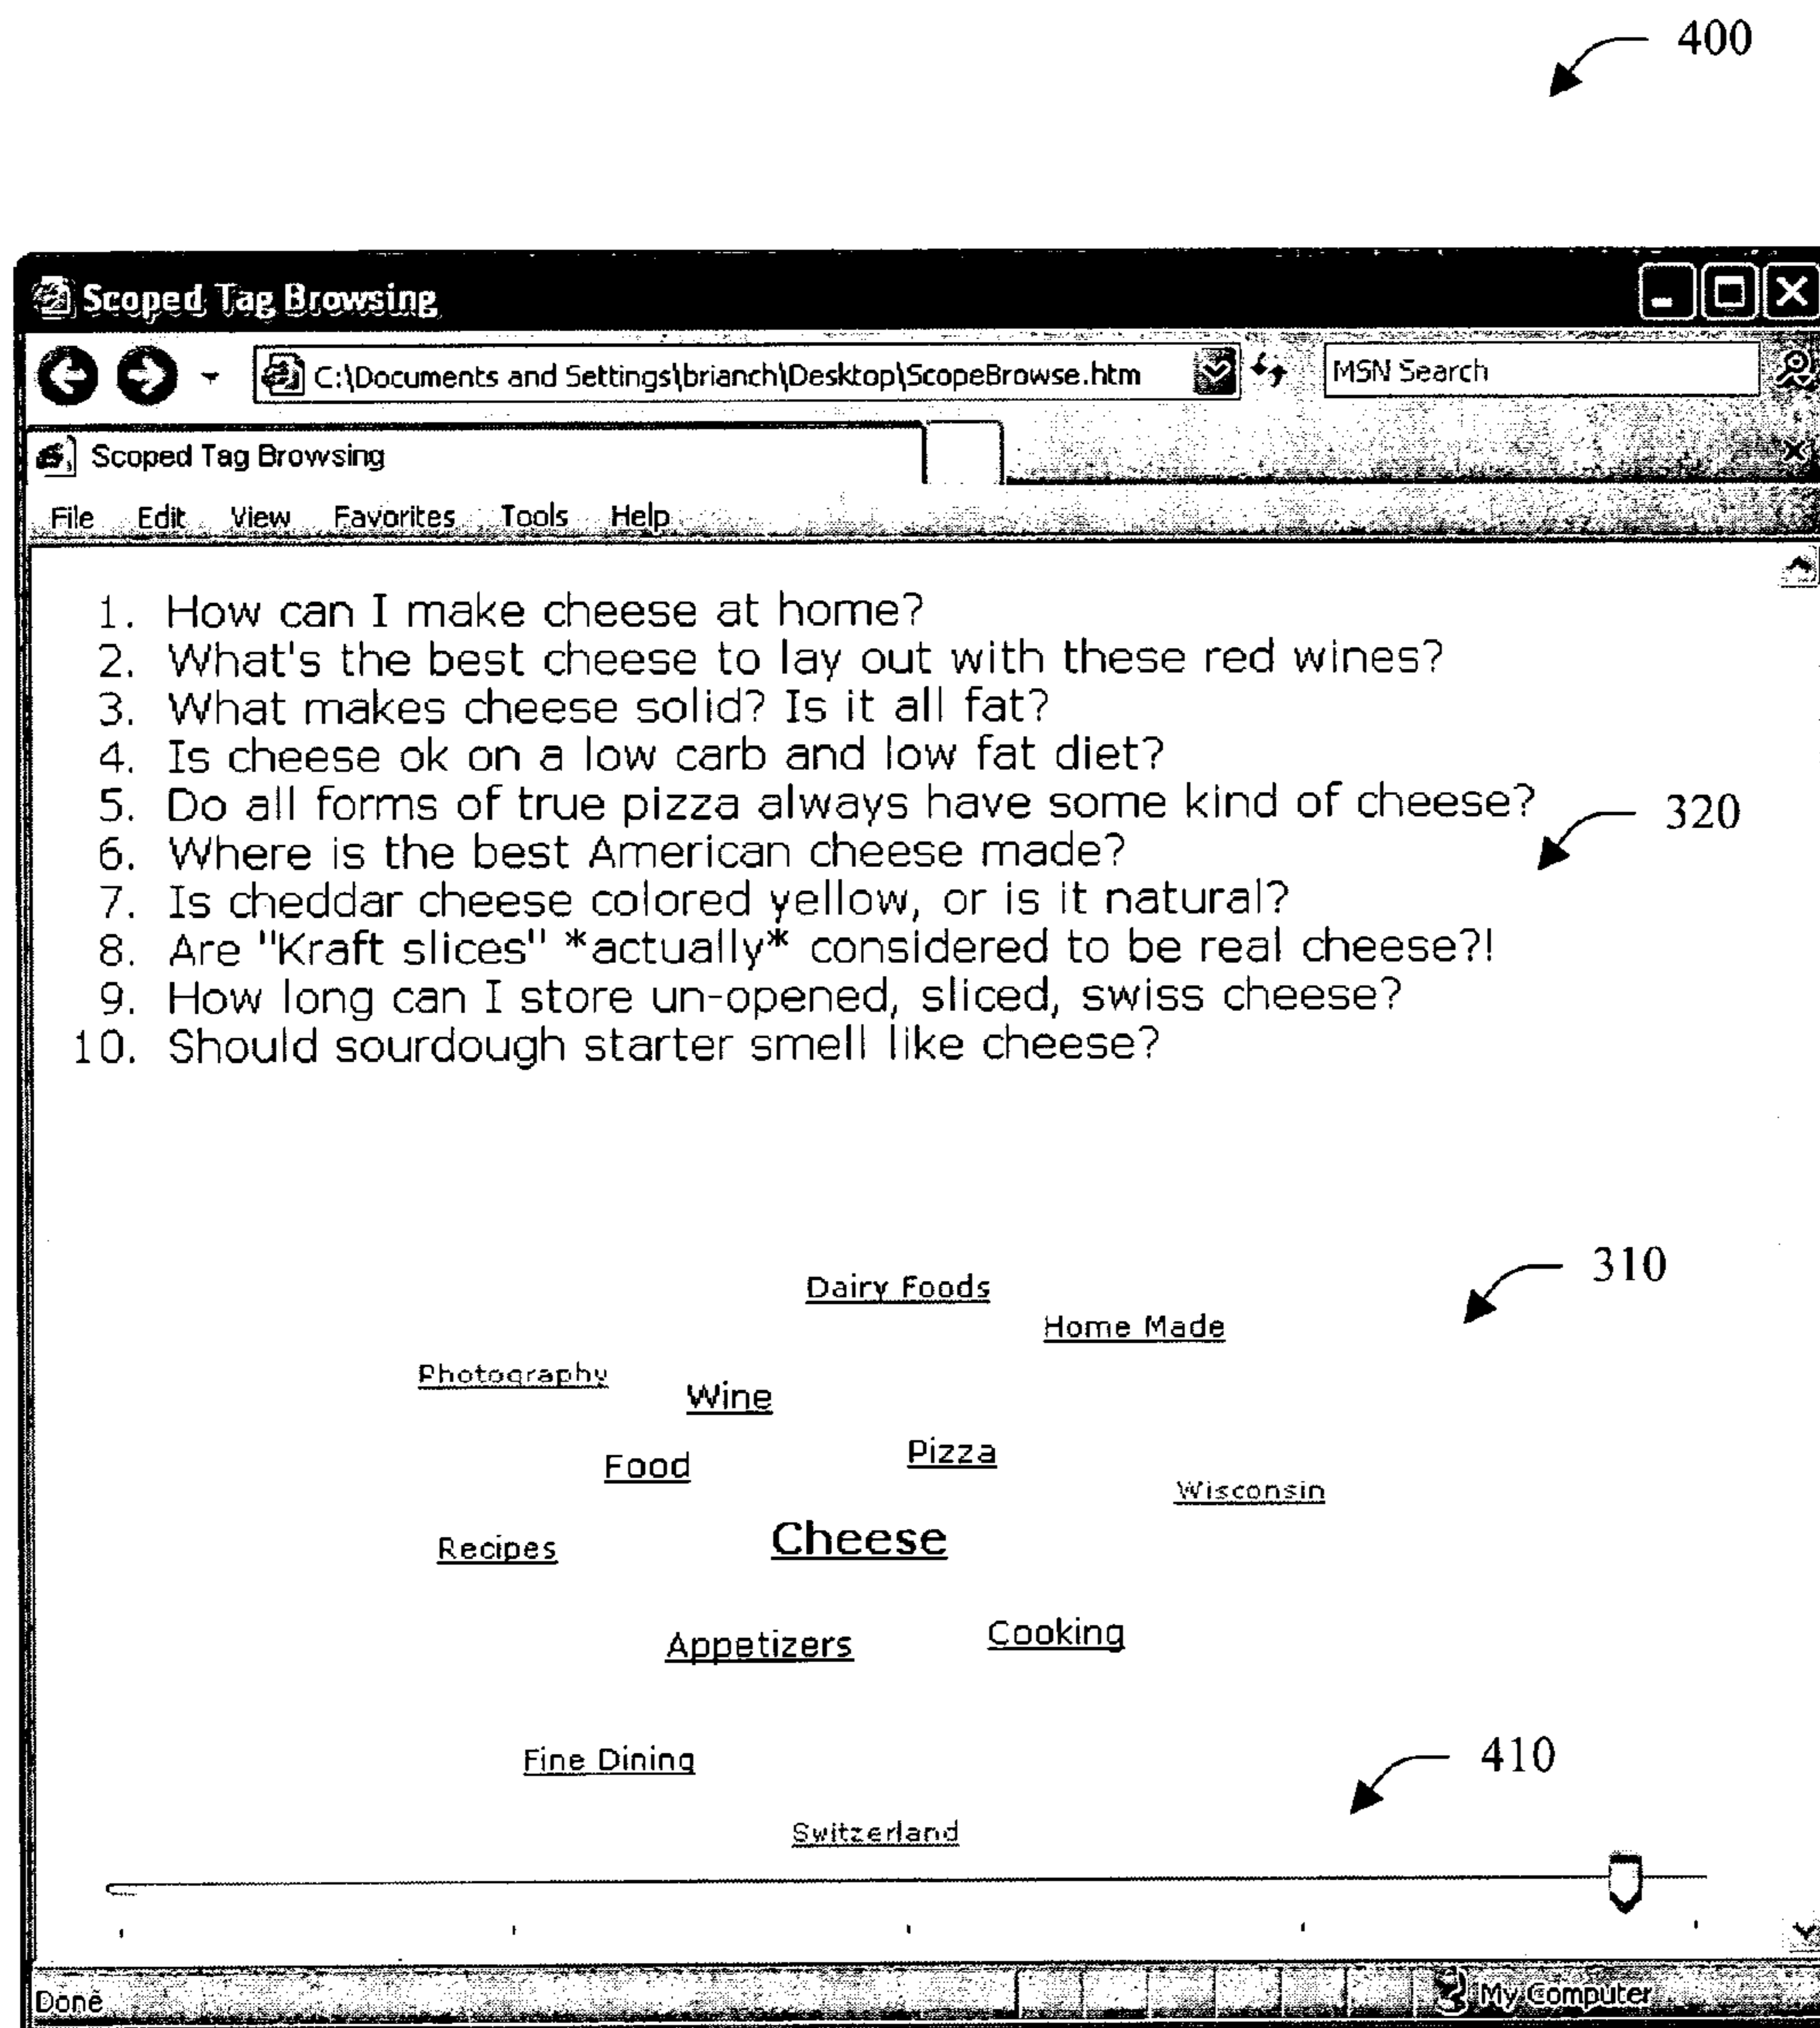 400
Scoped Tag Browsing
C:\Documents and Settings\brianch\Desktop\ScopeBrowse.htm
MSN Search
Scoped Tag Browsing
File Edit View Favorites Tools Help
1. How can I make cheese at home?
2. What's the best cheese to lay out with these red wines?
3. What makes cheese solid? Is it all fat?
4. Is cheese ok on a low carb and low fat diet?
5. Do all forms of true pizza always have some kind of cheese?
320
6. Where is the best American cheese made?
7. Is cheddar cheese colored yellow, or is it natural?
8. Are "Kraft slices" *actually* considered to be real cheese?!
9. How long can I store un-opened, sliced, swiss cheese?
10. Should sourdough starter smell like cheese?
310
Dairy Foods
Home Made
Photography
Wine
Pizza
Food
Wisconsin
Cheese
Recipes
Cooking
Appetizers
Fine Dining
410
Switzerland
Done
My Computer